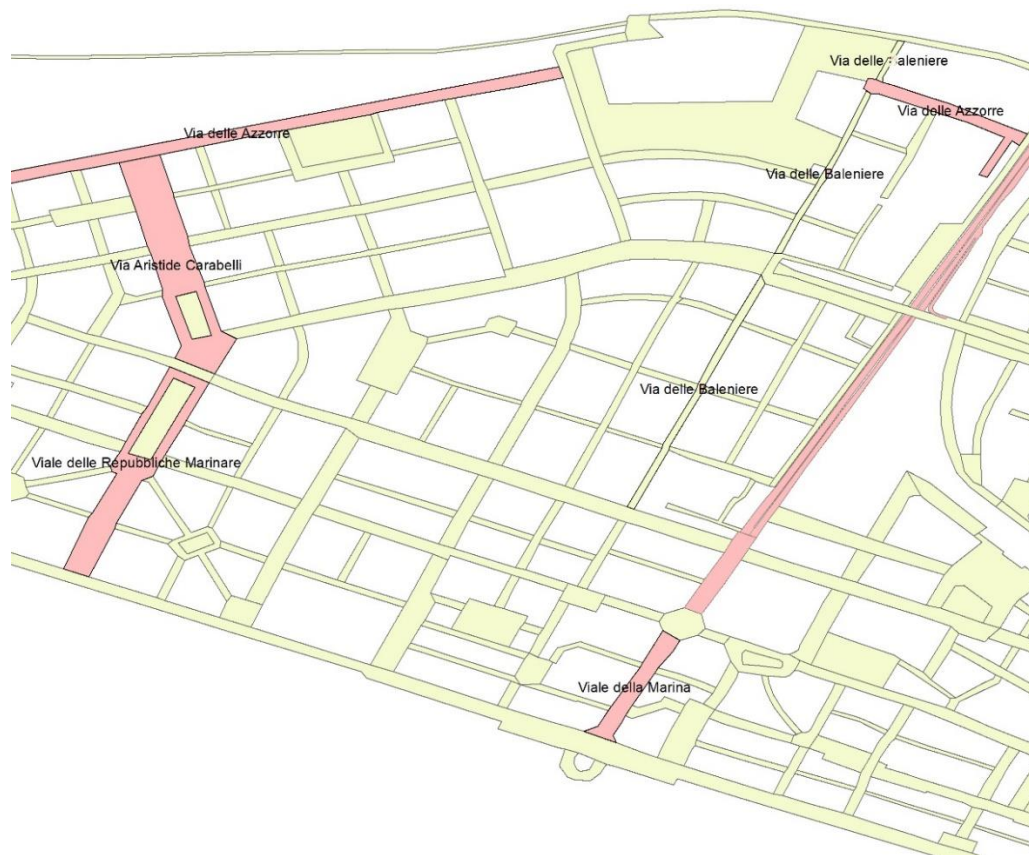 Via delle Baleniere
Via delle Azzorre
Via delle Azzorre
Via delle Baleniere
Via Aristide Carabelli
Via delle Baleniere
Viale delle Repubbliche Marinare
Viale della Marina